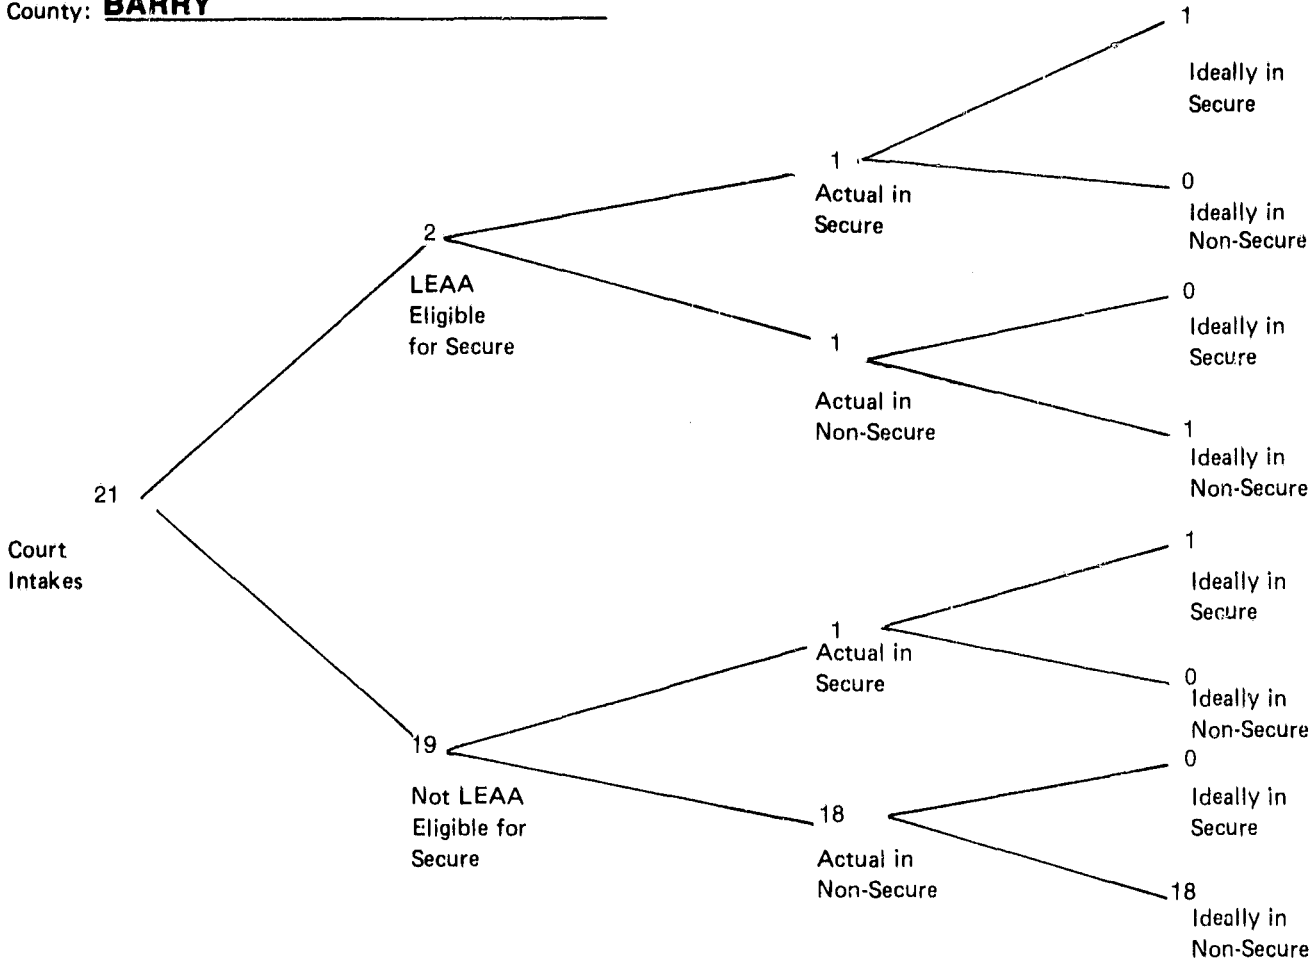 County: BARRY
1
Ideally in
Secure
1
Actual in
Secure
0
Ideally in
Non-Secure
2
LEAA
Eligible
for Secure
0
Ideally in
Secure
1
Actual in
Non-Secure
1
Ideally in
Non-Secure
21
Court
Intakes
1
Ideally in
Secure
1
Actual in
Secure
0
Ideally in
Non-Secure
19
Not LEAA
Eligible for
Secure
0
Ideally in
Secure
18
Actual in
Non-Secure
18
Ideally in
Non-Secure